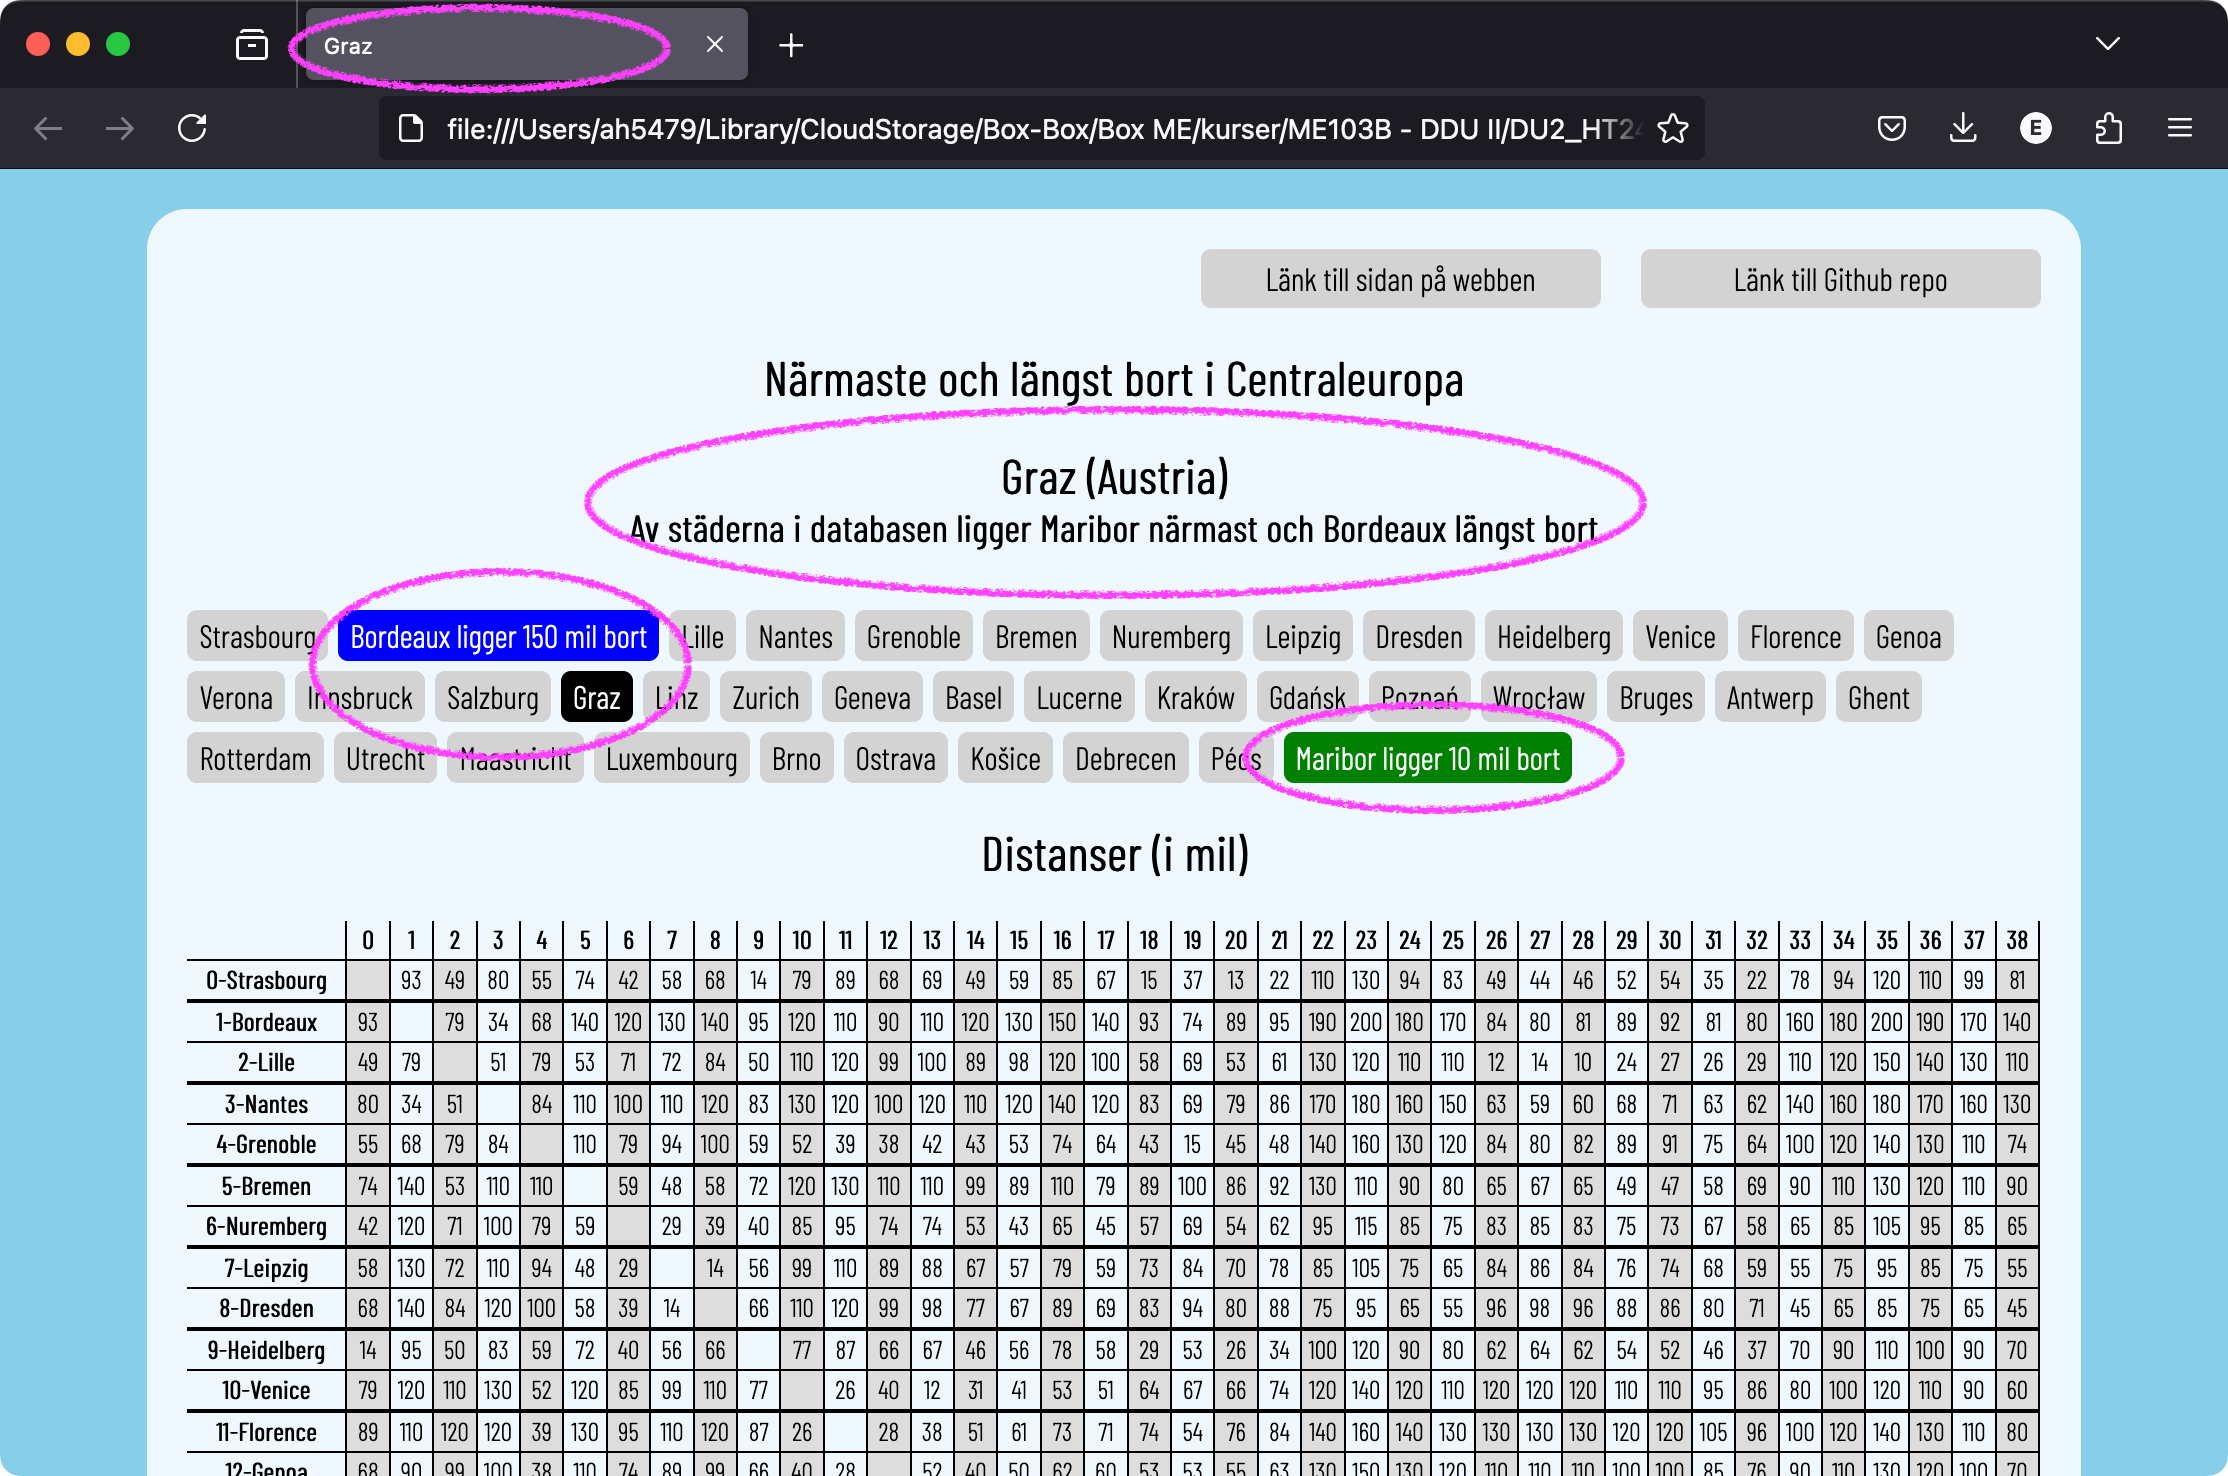 Graz
file:///Users/ah5479/Library/CloudStorage/Box-Box/Box ME/kurser/ME103B - DDU II/DU2_HT24
E
Länk till sidan på webben Länk till Github repo
Närmaste och längst bort i Centraleuropa
Graz (Austria)
Av städerna i databasen ligger Maribor närmast och Bordeaux längst bort
Strasbourg Bordeaux ligger 150 mil bort Lille Nantes Grenoble Bremen Nuremberg Leipzig Dresden Heidelberg Venice Florence Genoa
Verona Innsbruck Salzburg Graz Linz Zurich Geneva Basel Lucerne Kraków Gdańsk Poznań Wrocław Bruges Antwerp Ghent
Rotterdam Utrecht Maastricht Luxembourg Brno Ostrava Košice Debrecen Pécs Maribor ligger 10 mil bort
Distanser (i mil)
0 1 2 3 4 5 6 7 8 9 10 11 12 13 14 15 16 17 18 19 20 21 22 23 24 25 26 27 28 29 30 31 32 33 34 35 36 37 38
0-Strasbourg 93 49 80 55 74 42 58 68 14 79 89 68 69 49 59 85 67 15 37 13 22 110 130 94 83 49 44 46 52 54 35 22 78 94 120 110 99 81
1-Bordeaux 93 79 34 68 140 120 130 140 95 120 110 90 110 120 130 150 140 93 74 89 95 190 200 180 170 84 80 81 89 92 81 80 160 180 200 190 170 140
2-Lille 49 79 51 79 53 71 72 84 50 110 120 99 100 89 98 120 100 58 69 53 61 130 120 110 110 12 14 10 24 27 26 29 110 120 150 140 130 110
3-Nantes 80 34 51 84 110 100 110 120 83 130 120 100 120 110 120 140 120 83 69 79 86 170 180 160 150 63 59 60 68 71 63 62 140 160 180 170 160 130
4-Grenoble 55 68 79 84 110 79 94 100 59 52 39 38 42 43 53 74 64 43 15 45 48 140 160 130 120 84 80 82 89 91 75 64 100 120 140 130 110 74
5-Bremen 74 140 53 110 110 59 48 58 72 120 130 110 110 99 89 110 79 89 100 86 92 130 110 90 80 65 67 65 49 47 58 69 90 110 130 120 110 90
6-Nuremberg 42 120 71 100 79 59 29 39 40 85 95 74 74 53 43 65 45 57 69 54 62 95 115 85 75 83 85 83 75 73 67 58 65 85 105 95 85 65
7-Leipzig 58 130 72 110 94 48 29 14 56 99 110 89 88 67 57 79 59 73 84 70 78 85 105 75 65 84 86 84 76 74 68 59 55 75 95 85 75 55
8-Dresden 68 140 84 120 100 58 39 14 66 110 120 99 98 77 67 89 69 83 94 80 88 75 95 65 55 96 98 96 88 86 80 71 45 65 85 75 65 45
9-Heidelberg 14 95 50 83 59 72 40 56 66 77 87 66 67 46 56 78 58 29 53 26 34 100 120 90 80 62 64 62 54 52 46 37 70 90 110 100 90 70
10-Venice 79 120 110 130 52 120 85 99 110 77 26 40 12 31 41 53 51 64 67 66 74 120 140 120 110 120 120 120 110 110 95 86 80 100 120 110 90 60
11-Florence 89 110 120 120 39 130 95 110 120 87 26 28 38 51 61 73 71 74 54 76 84 140 160 140 130 130 130 130 120 120 105 96 100 120 140 130 110 80
12-Genoa 68 90 99 100 38 110 74 89 99 66 40 28 52 40 50 62 60 53 53 55 63 130 150 130 120 110 110 110 100 100 85 76 90 110 130 120 100 70